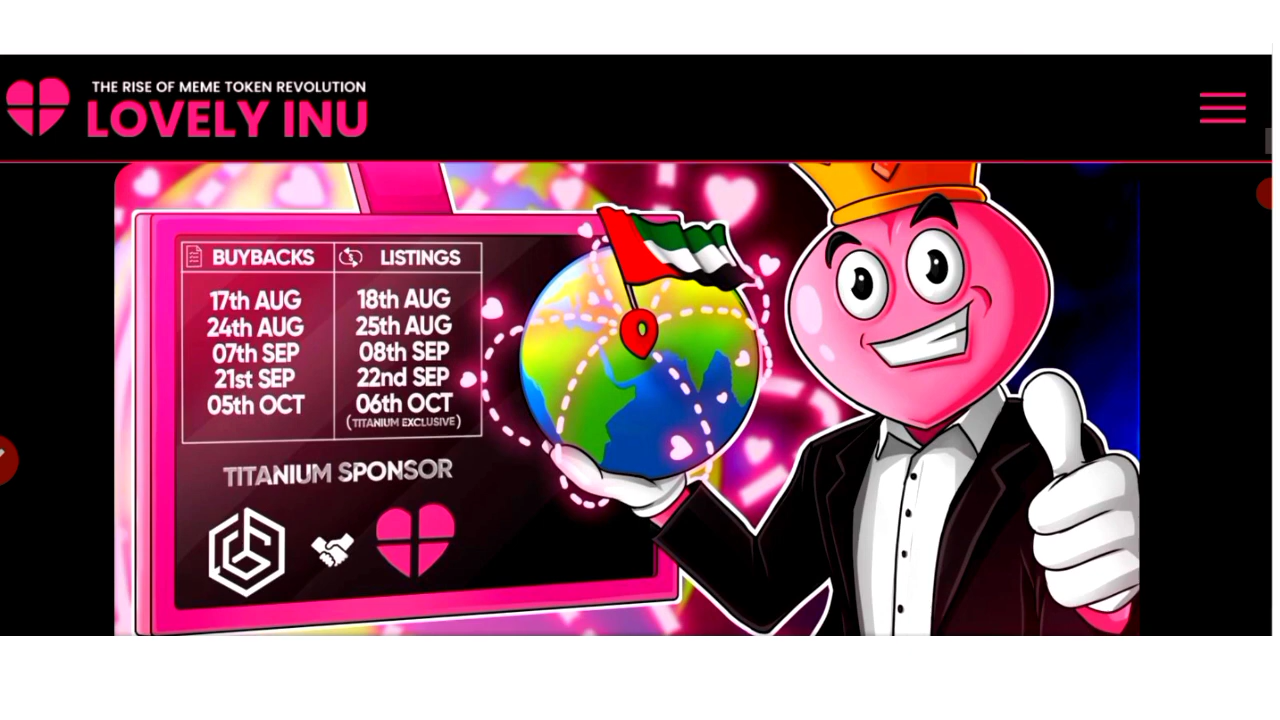 THE RISE OF MEME TOKEN REVOLUTION
LOVELY INU
BUYBACKS
17th AUG
24th AUG
07th SEP
21st SEP
05th OCT
LISTINGS
18th AUG
25th AUG
08th SEP
22nd SEP
06th OCT
(TITANIUM EXCLUSIVE)
TITANIUM SPONSOR